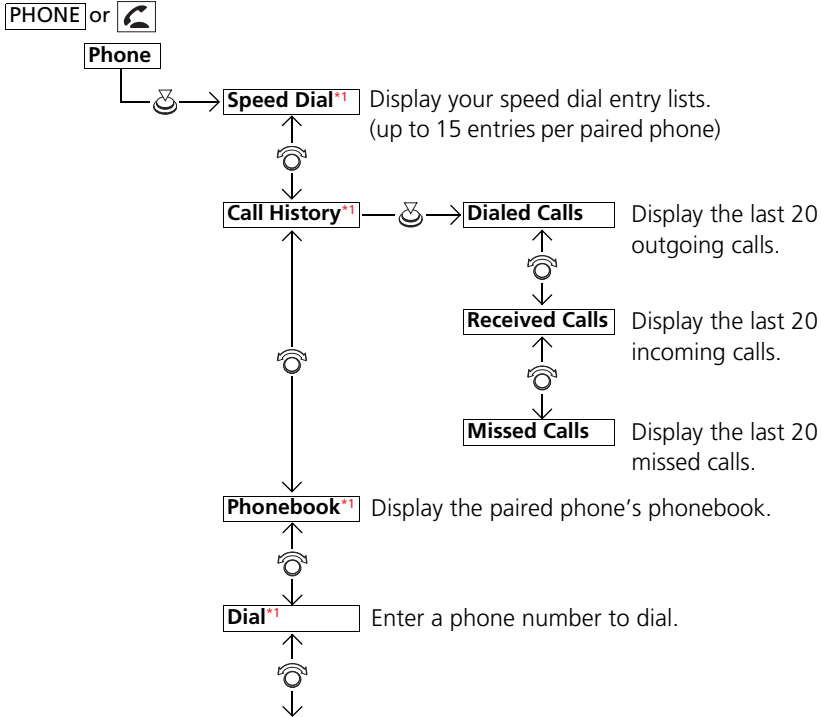 PHONE or
Phone
Speed Dial*1 Display your speed dial entry lists.
(up to 15 entries per paired phone)
Call History*1 Dialed Calls Display the last 20
outgoing calls.
Received Calls Display the last 20
incoming calls.
Missed Calls Display the last 20
missed calls.
Phonebook*1 Display the paired phone’s phonebook.
Dial*1 Enter a phone number to dial.